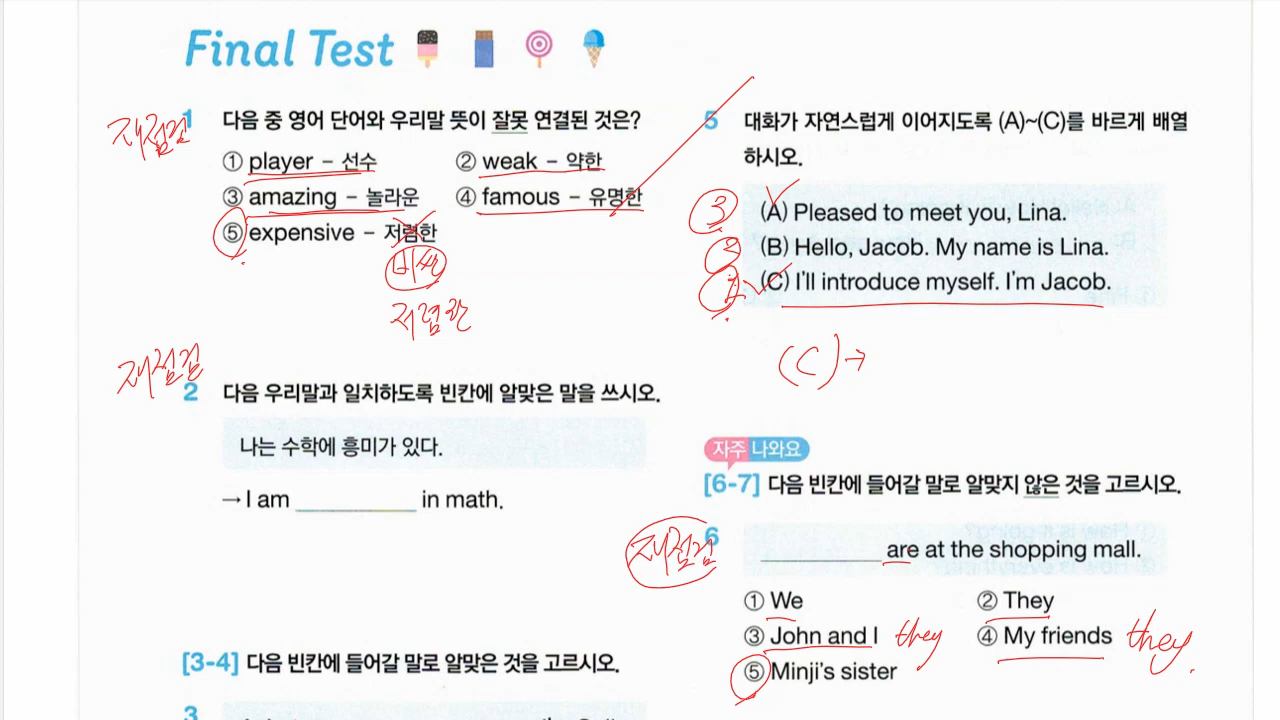 Final Test
재점검
1 다음 중 영어 단어와 우리말 뜻이 잘못 연결된 것은?
① player – 선수 ② weak – 약한
③ amazing – 놀라운 ④ famous – 유명한
⑤ expensive – 저렴한
비싼
저렴한
재점검
2 다음 우리말과 일치하도록 빈칸에 알맞은 말을 쓰시오.
나는 수학에 흥미가 있다.
→ I am ________ in math.
[3-4] 다음 빈칸에 들어갈 말로 알맞은 것을 고르시오.
3
5 대화가 자연스럽게 이어지도록 (A)~(C)를 바르게 배열
하시오.
3 (A) Pleased to meet you, Lina.
2 (B) Hello, Jacob. My name is Lina.
1 (C) I'll introduce myself. I'm Jacob.
(C) →
자주 나와요
[6-7] 다음 빈칸에 들어갈 말로 알맞지 않은 것을 고르시오.
재점검
6 ________ are at the shopping mall.
① We ② They
③ John and I they ④ My friends they
⑤ Minji's sister